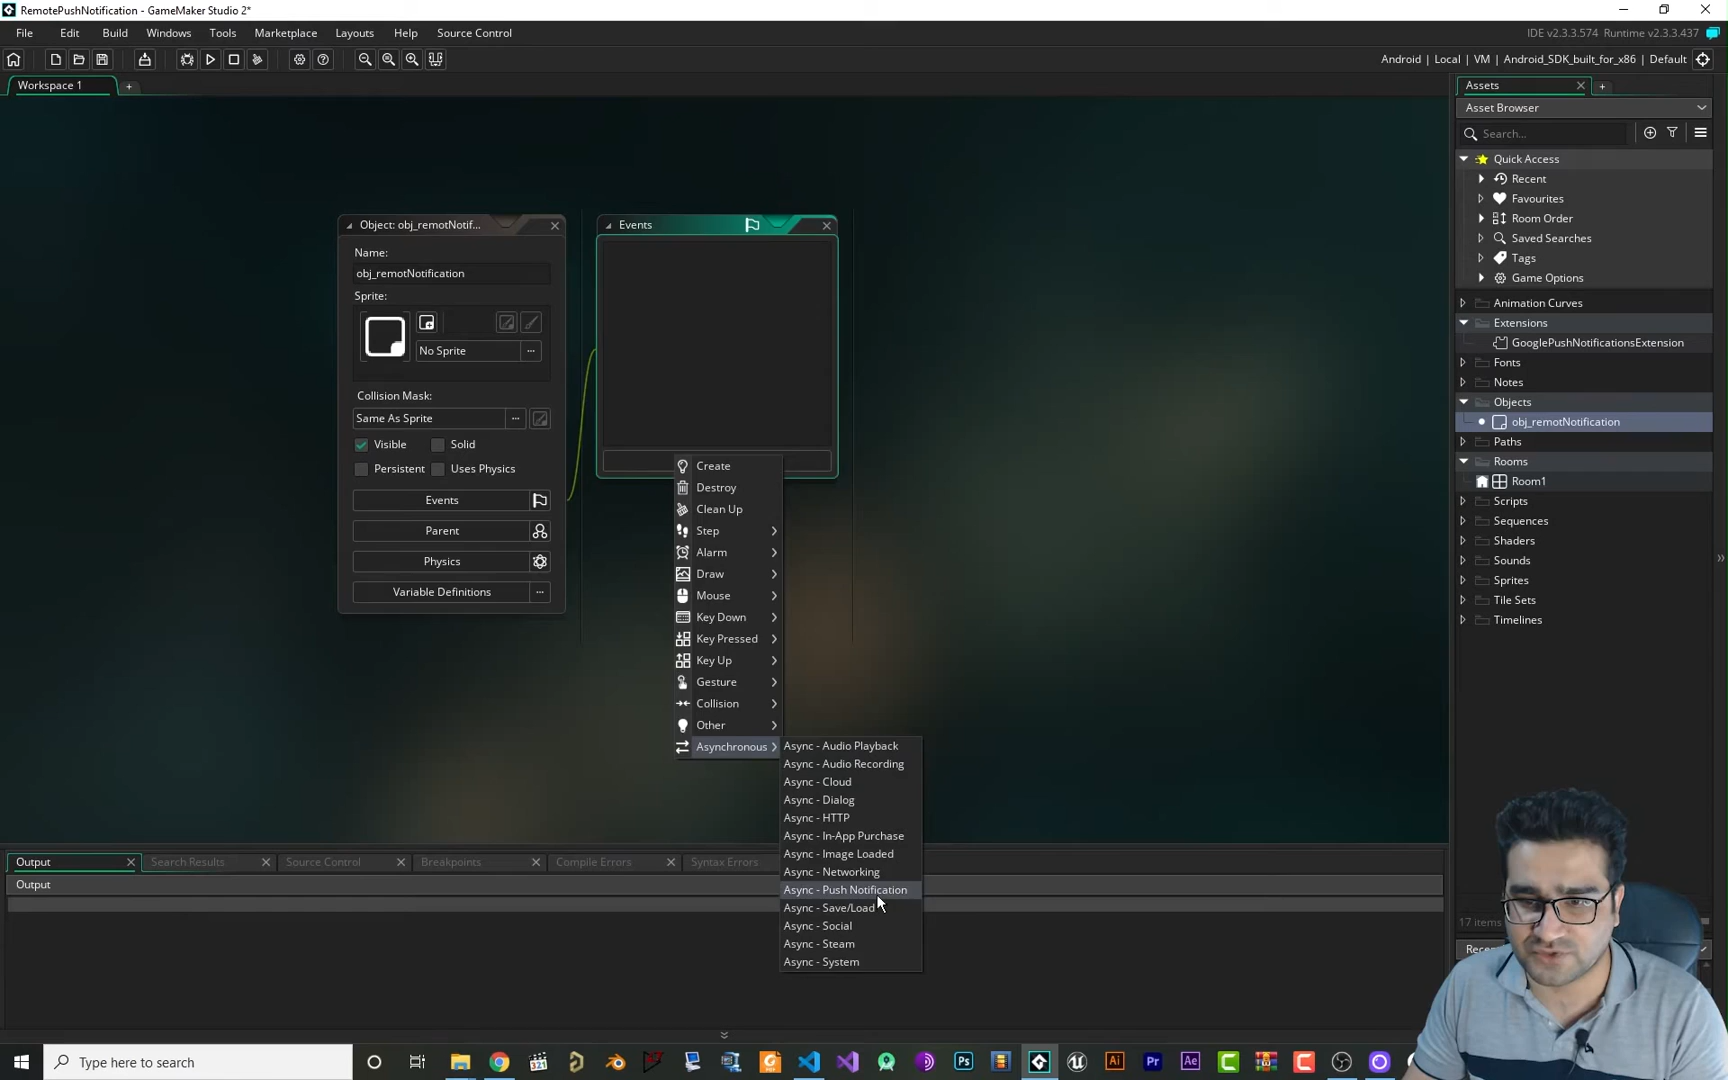 RemotePushNotification - GameMaker Studio 2*
File Edit Build Windows Tools Marketplace Layouts Help Source Control
IDE v2.3.3.574 Runtime v2.3.3.437
Android | Local | VM | Android_SDK_built_for_x86 | Default
Workspace 1
Assets
Asset Browser
Search...
Quick Access
Recent
Favourites
Room Order
Saved Searches
Tags
Game Options
Animation Curves
Extensions
GooglePushNotificationsExtension
Fonts
Notes
Objects
obj_remotNotification
Paths
Rooms
Room1
Scripts
Sequences
Shaders
Sounds
Sprites
Tile Sets
Timelines
17 items
Object: obj_remotNotif...
Name:
obj_remotNotification
Sprite:
No Sprite
Collision Mask:
Same As Sprite
Visible Solid
Persistent Uses Physics
Events
Parent
Physics
Variable Definitions
Events
Create
Destroy
Clean Up
Step
Alarm
Draw
Mouse
Key Down
Key Pressed
Key Up
Gesture
Collision
Other
Asynchronous
Async - Audio Playback
Async - Audio Recording
Async - Cloud
Async - Dialog
Async - HTTP
Async - In-App Purchase
Async - Image Loaded
Async - Networking
Async - Push Notification
Async - Save/Load
Async - Social
Async - Steam
Async - System
Output Search Results Source Control Breakpoints Compile Errors Syntax Errors
Output
Type here to search